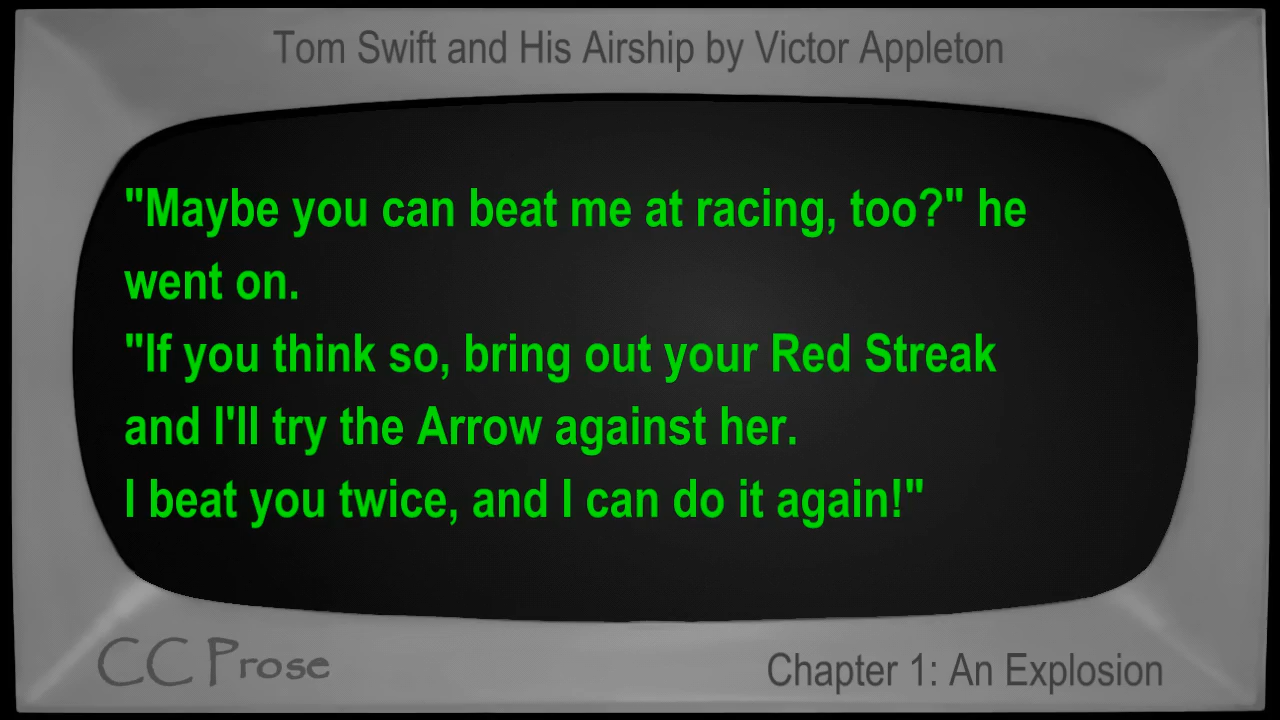 Tom Swift and His Airship by Victor Appleton
"Maybe you can beat me at racing, too?" he
went on.
"If you think so, bring out your Red Streak
and I'll try the Arrow against her.
I beat you twice, and I can do it again!"
CC Prose
Chapter 1: An Explosion